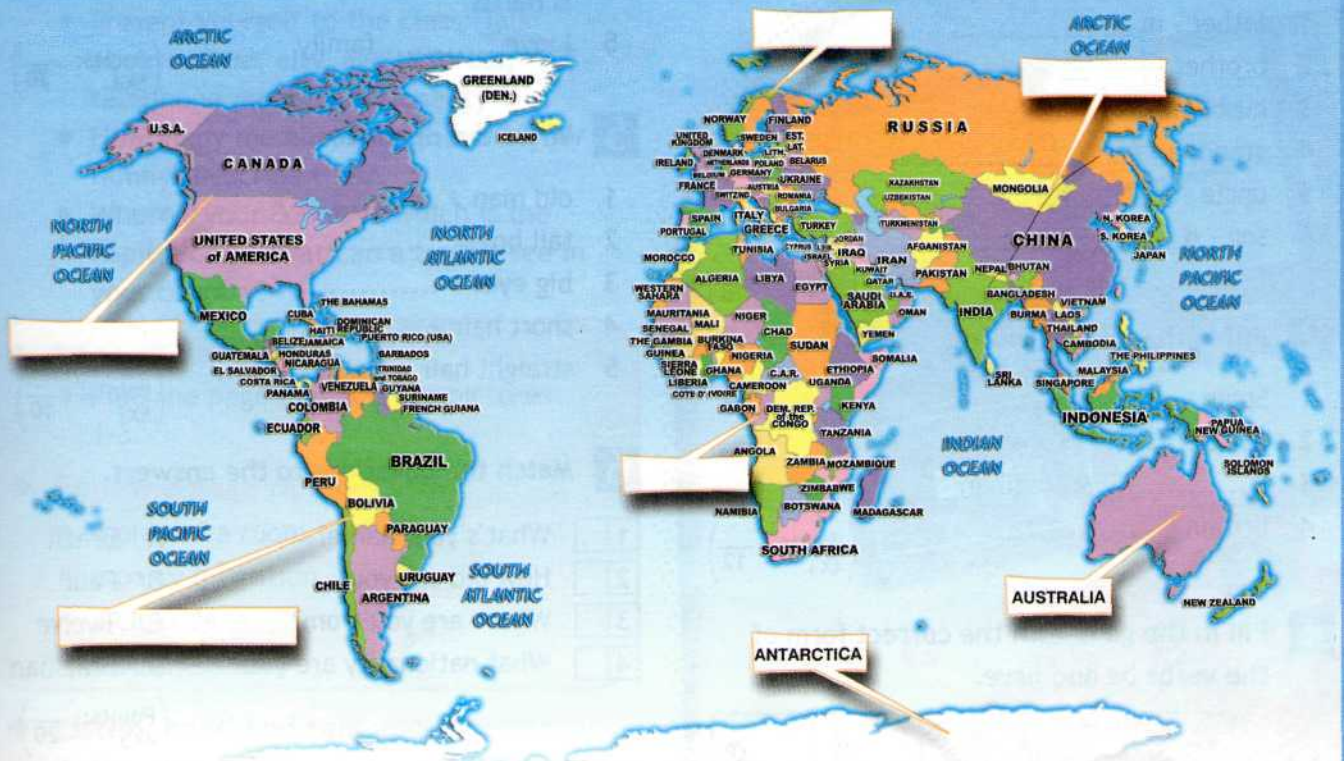 ARCTIC
OCEAN
ARCTIC
OCEAN
GREENLAND
(DEN.)
ICELAND
U.S.A.
CANADA
NORTH
PACIFIC
OCEAN
UNITED STATES
of AMERICA
NORTH
ATLANTIC
OCEAN
MEXICO
THE BAHAMAS
CUBA
DOMINICAN
REPUBLIC
HAITI
PUERTO RICO (USA)
BELIZE
JAMAICA
GUATEMALA
HONDURAS
BARBADOS
EL SALVADOR
NICARAGUA
TRINIDAD
and TOBAGO
COSTA RICA
PANAMA
VENEZUELA
GUYANA
SURINAME
FRENCH GUIANA
COLOMBIA
ECUADOR
BRAZIL
PERU
BOLIVIA
SOUTH
PACIFIC
OCEAN
PARAGUAY
CHILE
URUGUAY
ARGENTINA
SOUTH
ATLANTIC
OCEAN
NORWAY
FINLAND
RUSSIA
SWEDEN
EST.
LAT.
LITH.
UNITED
KINGDOM
DENMARK
IRELAND
NETHERLANDS
POLAND
BELARUS
BELGIUM
GERMANY
UKRAINE
FRANCE
AUSTRIA
SWITZ'ND
ROMANIA
BULGARIA
SPAIN
ITALY
PORTUGAL
GREECE
TURKEY
KAZAKHSTAN
UZBEKISTAN
TURKMENISTAN
MONGOLIA
CHINA
N. KOREA
S. KOREA
JAPAN
NORTH
PACIFIC
OCEAN
TUNISIA
CYPRUS
ISRAEL
SYRIA
JORDAN
IRAQ
IRAN
KUWAIT
QATAR
U.A.E.
AFGANISTAN
PAKISTAN
NEPAL
BHUTAN
MOROCCO
ALGERIA
LIBYA
EGYPT
SAUDI
ARABIA
OMAN
YEMEN
WESTERN
SAHARA
MAURITANIA
MALI
NIGER
CHAD
SUDAN
SENEGAL
THE GAMBIA
GUINEA
BURKINA
FASO
SIERRA
LEONE
GHANA
NIGERIA
LIBERIA
COTE D' IVOIRE
CAMEROON
C.A.R.
ETHIOPIA
SOMALIA
UGANDA
KENYA
GABON
DEM. REP.
of the
CONGO
TANZANIA
ANGOLA
ZAMBIA
MOZAMBIQUE
ZIMBABWE
NAMIBIA
BOTSWANA
MADAGASCAR
SOUTH AFRICA
INDIA
BANGLADESH
BURMA
LAOS
VIETNAM
THAILAND
CAMBODIA
THE PHILIPPINES
SRI
LANKA
MALAYSIA
SINGAPORE
INDONESIA
PAPUA
NEW GUINEA
SOLOMON
ISLANDS
INDIAN
OCEAN
AUSTRALIA
NEW ZEALAND
ANTARCTICA